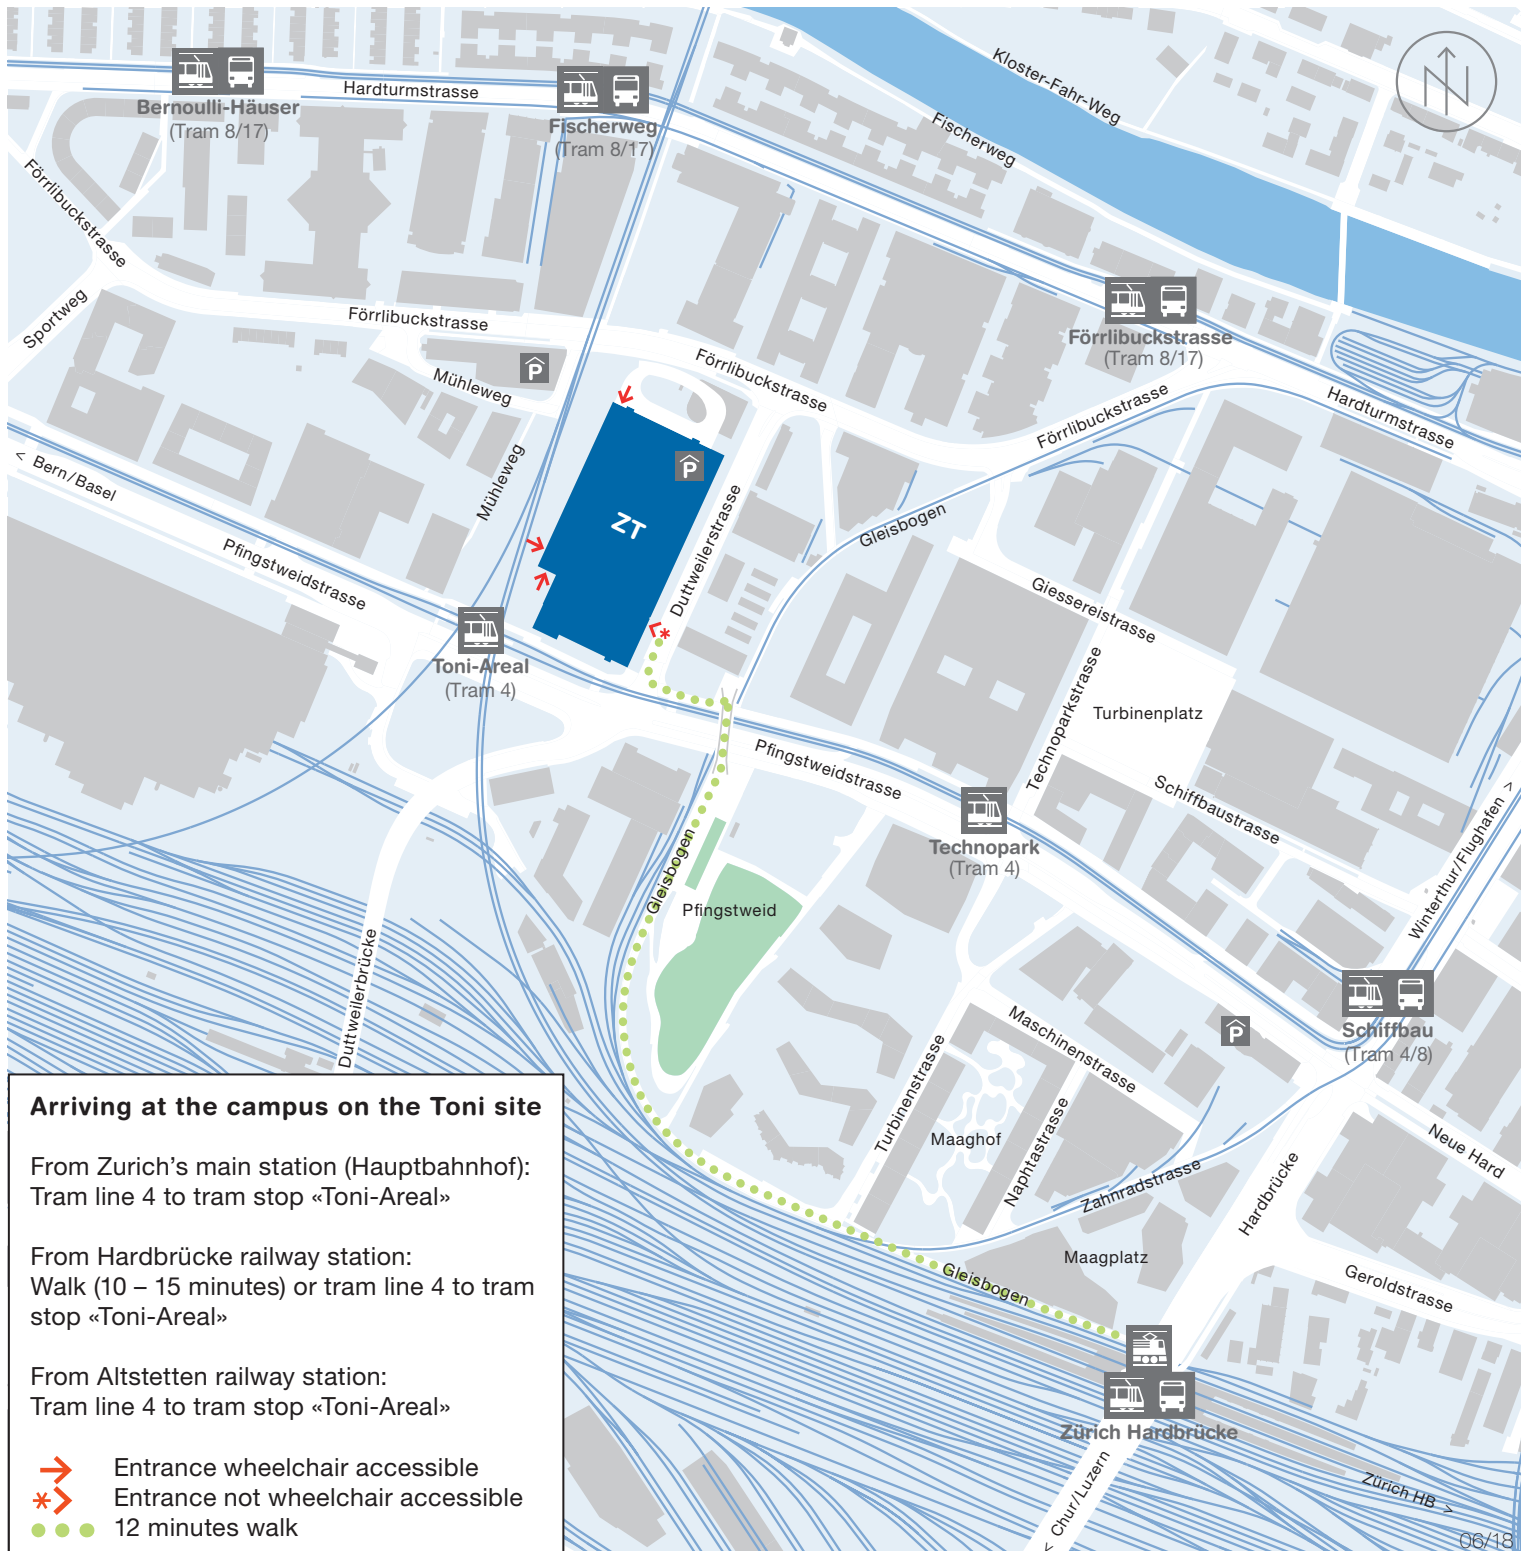 Kloster-Fahr-Weg
Hardturmstrasse
Bernoulli-Häuser
(Tram 8/17)
Fischerweg
(Tram 8/17)
Fischerweg
N
Förrlibuckstrasse
Sportweg
Förrlibuckstrasse
Förrlibuckstrasse
(Tram 8/17)
P
Mühleweg
Förrlibuckstrasse
Förrlibuckstrasse
Hardturmstrasse
< Bern/Basel
Mühleweg
P
ZT
Duttweilerstrasse
Gleisbogen
Pfingstweidstrasse
Giessereistrasse
Toni-Areal
(Tram 4)
Technoparkstrasse
Turbinenplatz
Pfingstweidstrasse
Schiffbaustrasse
Technopark
(Tram 4)
Winterthur/Flughafen >
Gleisbogen
Pfingstweid
Duttweilerbrücke
Maschinenstrasse
P
Schiffbau
(Tram 4/8)
Turbinenstrasse
Maaghof
Naphtastrasse
Neue Hard
Zahnradstrasse
Hardbrücke
Maagplatz
Gleisbogen
Geroldstrasse
Zürich Hardbrücke
< Chur/Luzern
Zürich HB >
Arriving at the campus on the Toni site
From Zurich’s main station (Hauptbahnhof):
Tram line 4 to tram stop «Toni-Areal»
From Hardbrücke railway station:
Walk (10 – 15 minutes) or tram line 4 to tram
stop «Toni-Areal»
From Altstetten railway station:
Tram line 4 to tram stop «Toni-Areal»
Entrance wheelchair accessible
* Entrance not wheelchair accessible
12 minutes walk
06/18